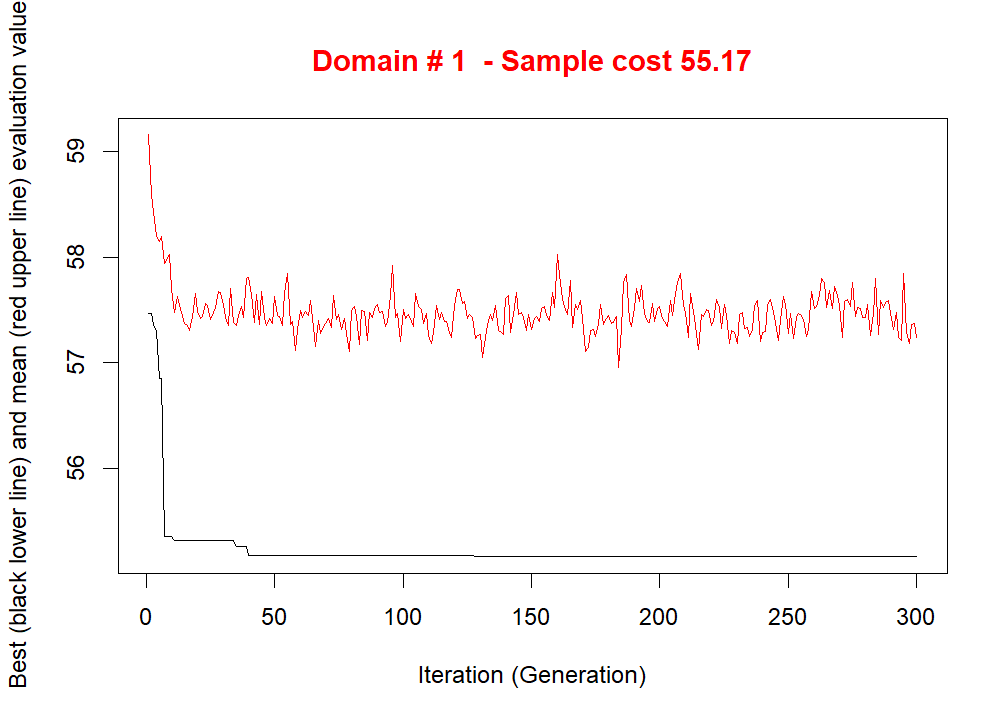 Domain # 1  - Sample cost 55.17
Best (black lower line) and mean (red upper line) evaluation value
59
58
57
56
0 50 100 150 200 250 300
Iteration (Generation)